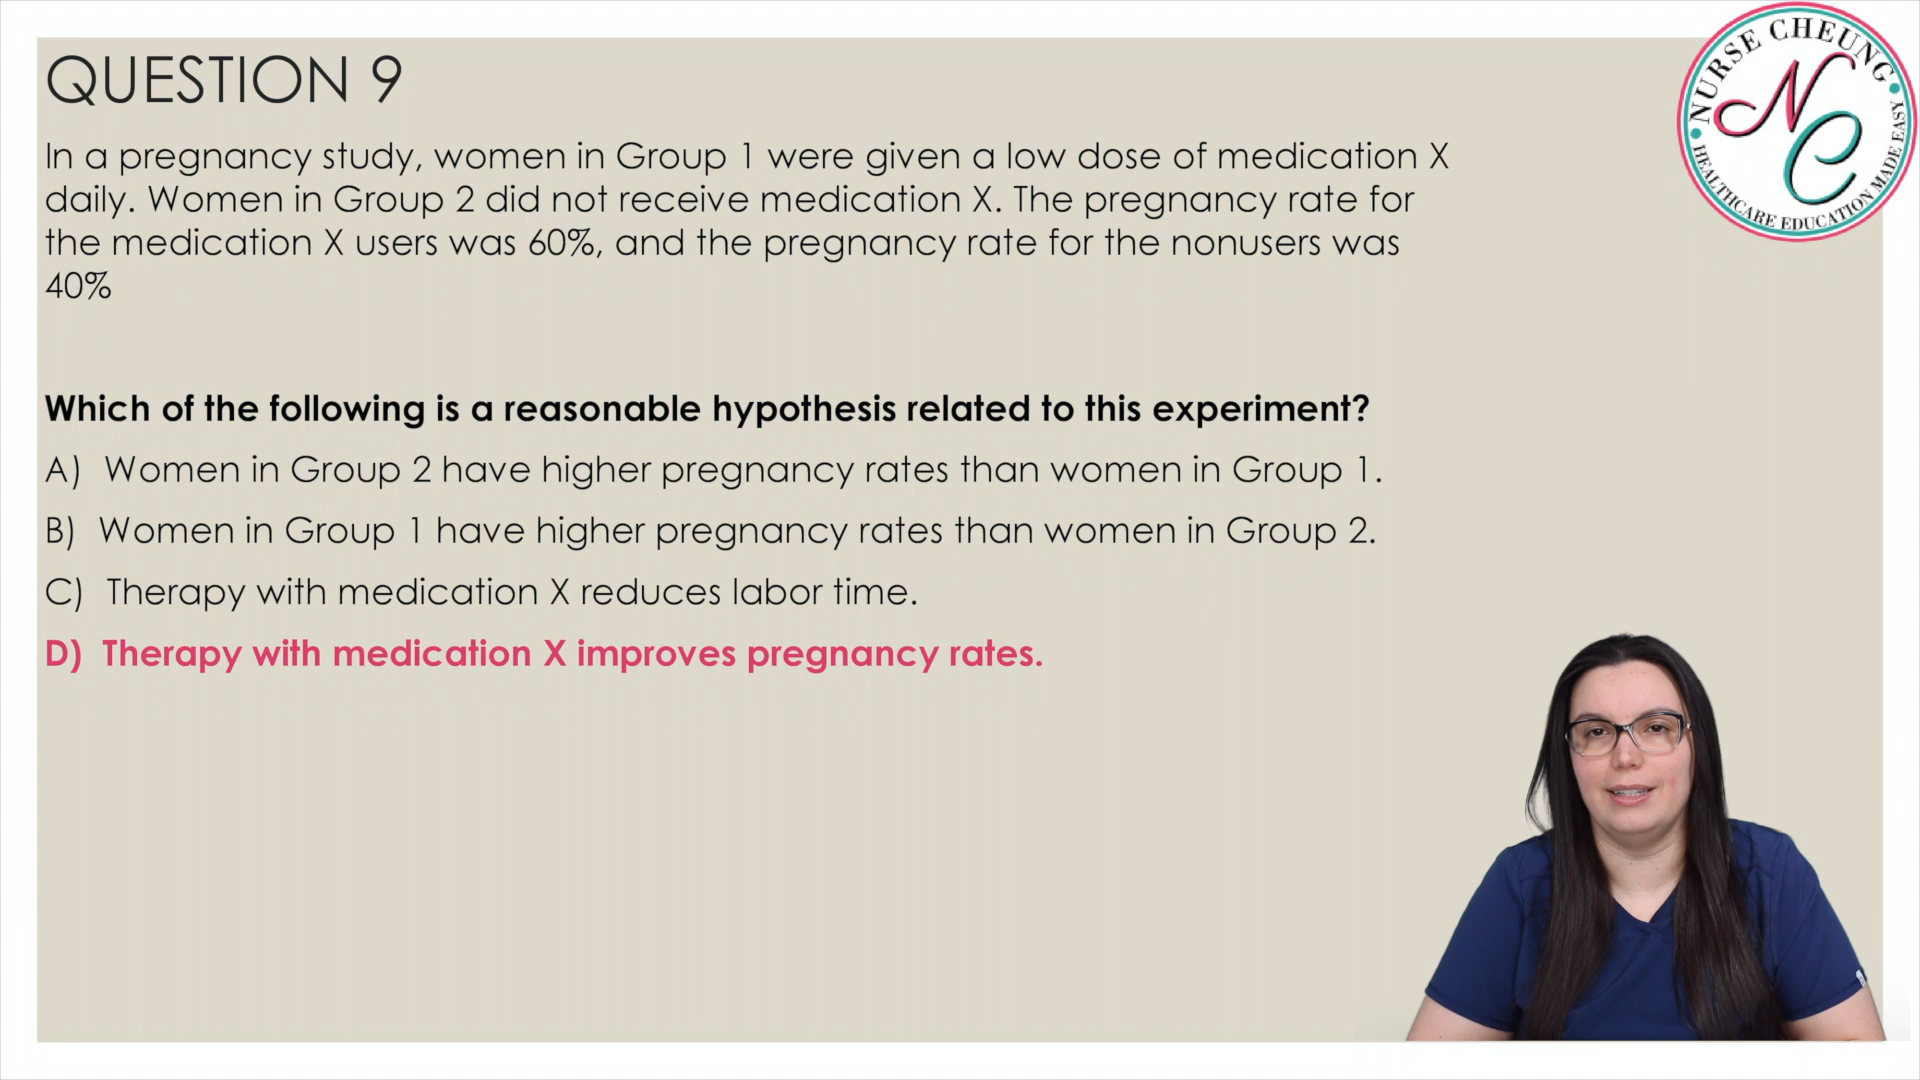 QUESTION 9
In a pregnancy study, women in Group 1 were given a low dose of medication X
daily. Women in Group 2 did not receive medication X. The pregnancy rate for
the medication X users was 60%, and the pregnancy rate for the nonusers was
40%
Which of the following is a reasonable hypothesis related to this experiment?
A) Women in Group 2 have higher pregnancy rates than women in Group 1.
B) Women in Group 1 have higher pregnancy rates than women in Group 2.
C) Therapy with medication X reduces labor time.
D) Therapy with medication X improves pregnancy rates.
NURSE CHEUNG
NC
HEALTHCARE EDUCATION MADE EASY